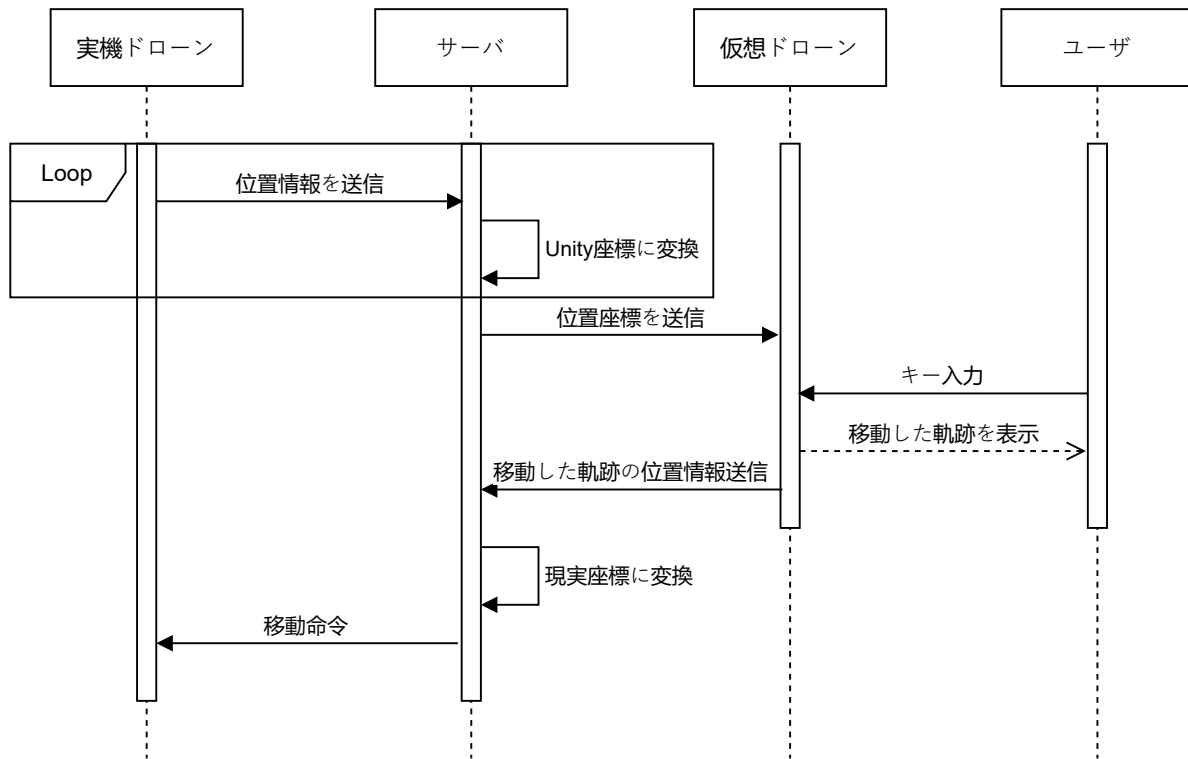 実機ドローン
サーバ
仮想ドローン
ユーザ
Loop
位置情報を送信
Unity座標に変換
位置座標を送信
キー入力
移動した軌跡を表示
移動した軌跡の位置情報送信
現実座標に変換
移動命令